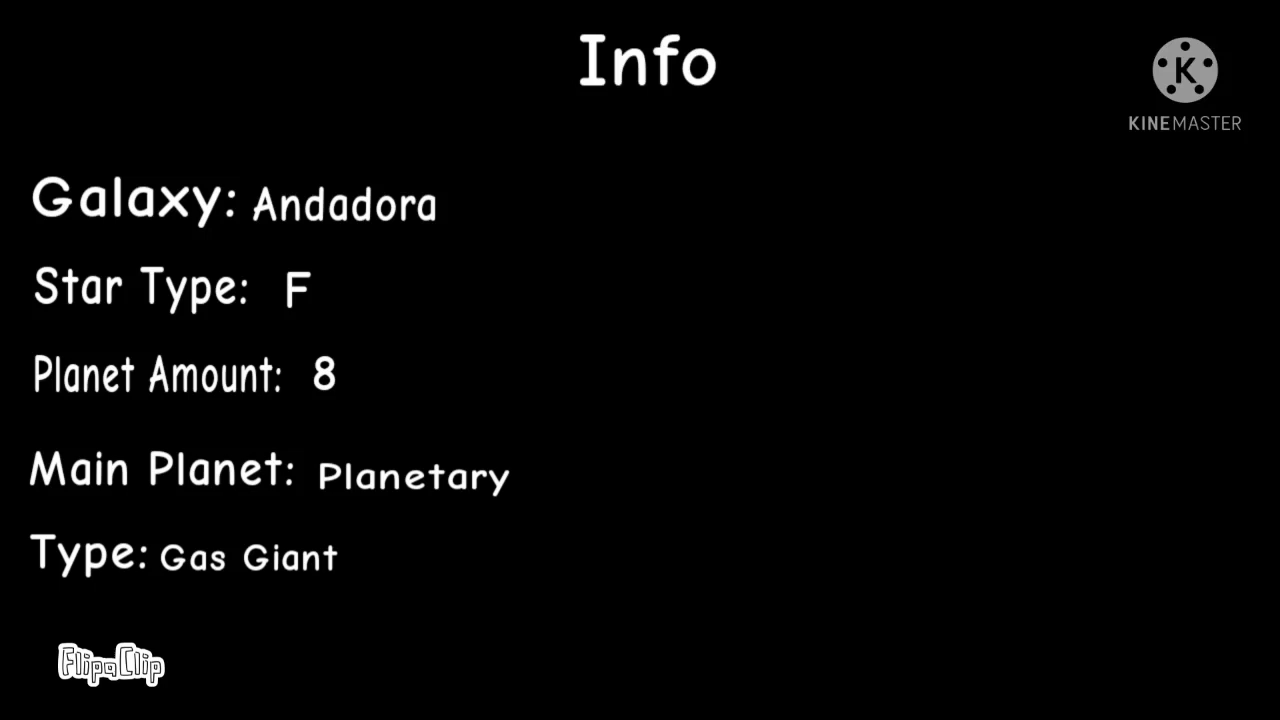 Info
K
KINEMASTER
Galaxy: Andadora
Star Type: F
Planet Amount: 8
Main Planet: Planetary
Type: Gas Giant
FlipaClip